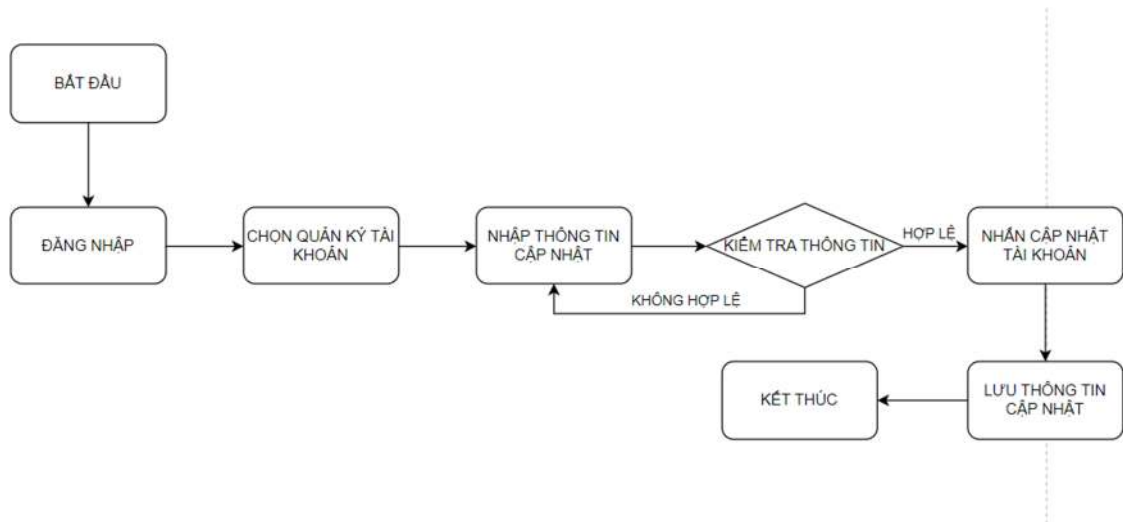 BẮT ĐẦU
ĐĂNG NHẬP
CHỌN QUẢN KÝ TÀI
KHOẢN
NHẬP THÔNG TIN
CẬP NHẬT
KIỂM TRA THÔNG TIN
HỢP LỆ
NHẤN CẬP NHẬT
TÀI KHOẢN
KHÔNG HỢP LỆ
LƯU THÔNG TIN
CẬP NHẬT
KẾT THÚC